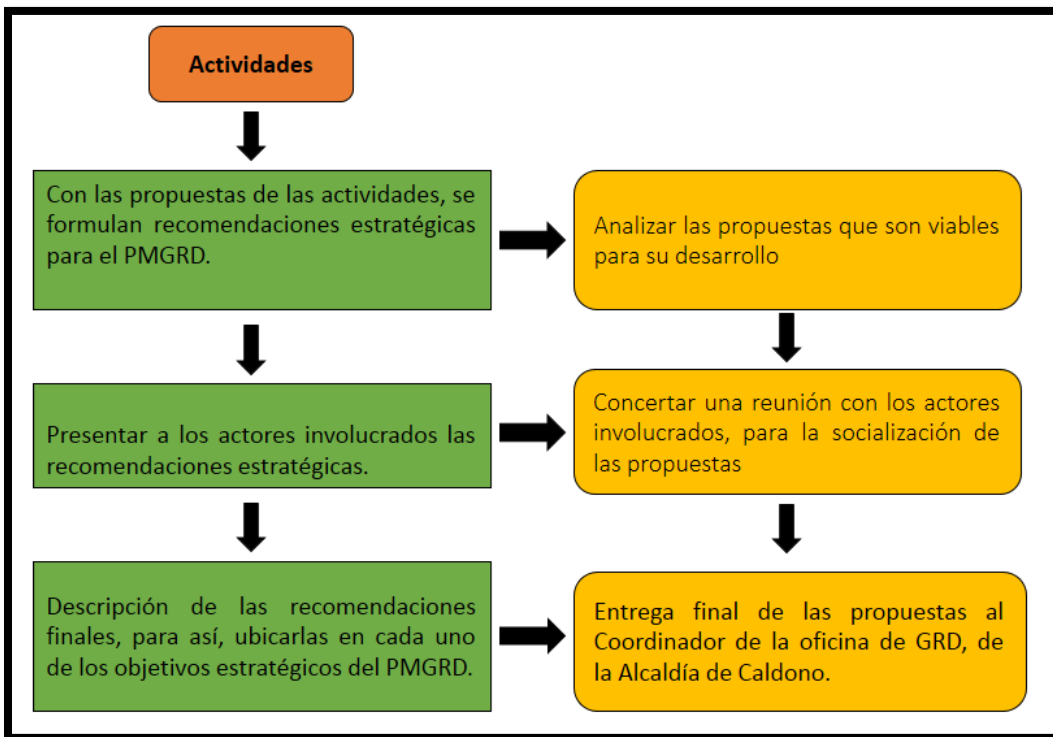 Actividades
Con las propuestas de las actividades, se
formulan recomendaciones estratégicas
para el PMGRD.
Analizar las propuestas que son viables
para su desarrollo
Presentar a los actores involucrados las
recomendaciones estratégicas.
Concertar una reunión con los actores
involucrados, para la socialización de
las propuestas
Descripción de las recomendaciones
finales, para así, ubicarlas en cada uno
de los objetivos estratégicos del PMGRD.
Entrega final de las propuestas al
Coordinador de la oficina de GRD, de
la Alcaldía de Caldono.